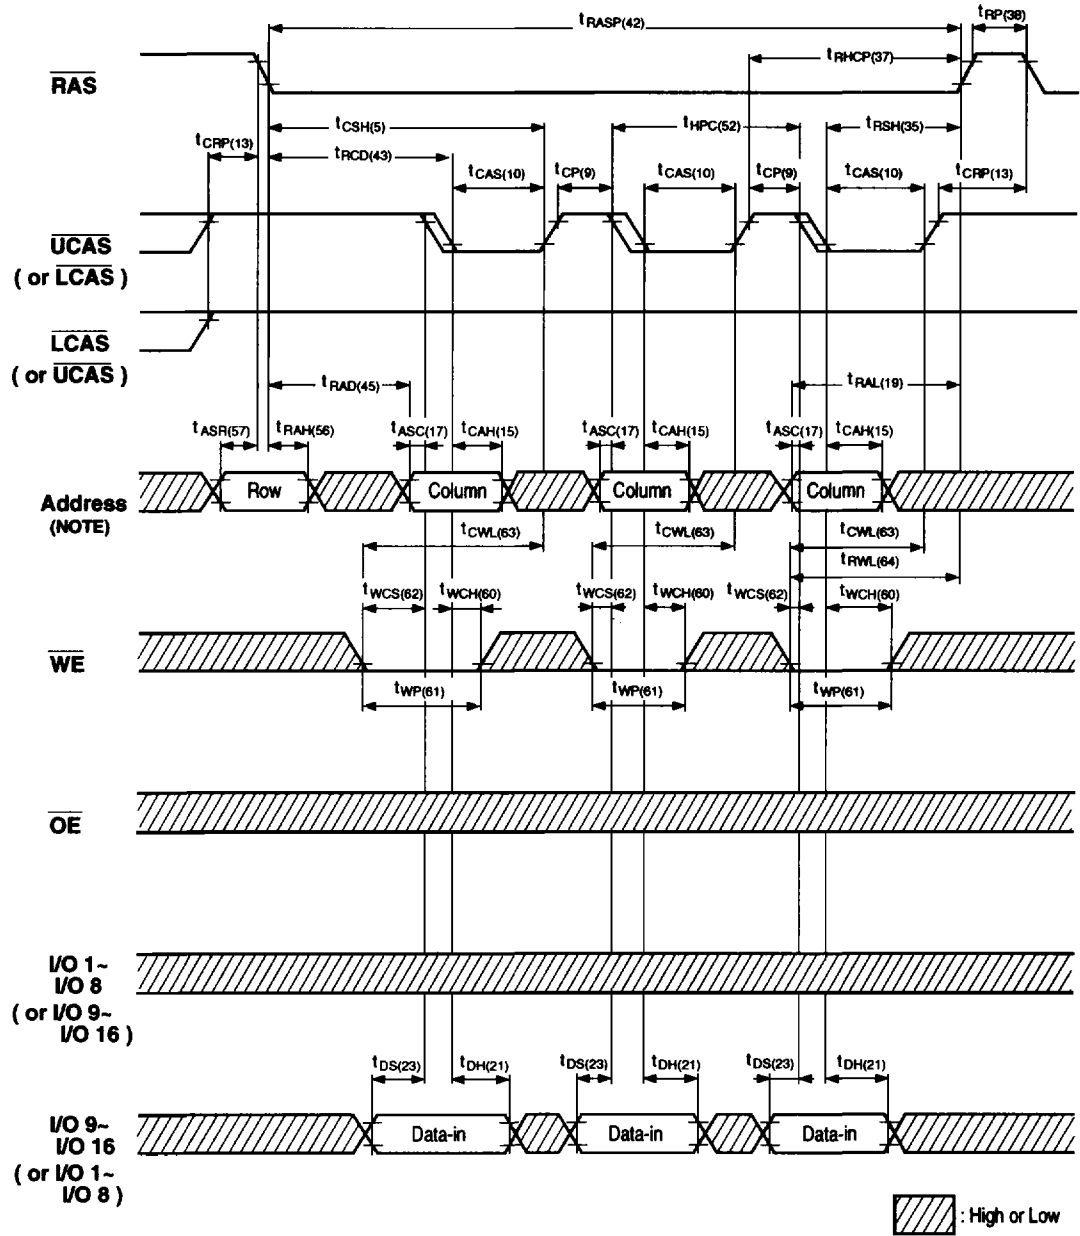 tRASP(42)
tRP(38)
tRHCP(37)
RAS
tCSH(5)
tHPC(52)
tRSH(35)
tCRP(13)
tRCD(43)
tCAS(10)
tCP(9)
tCAS(10)
tCP(9)
tCAS(10)
tCRP(13)
UCAS
( or LCAS )
LCAS
( or UCAS )
tRAD(45)
tRAL(19)
tASR(57)
tRAH(56)
tASC(17)
tCAH(15)
tASC(17)
tCAH(15)
tASC(17)
tCAH(15)
Address
(NOTE)
Row
Column
Column
Column
tCWL(63)
tCWL(63)
tCWL(63)
tRWL(64)
tWCS(62)
tWCH(60)
tWCS(62)
tWCH(60)
tWCS(62)
tWCH(60)
WE
tWP(61)
tWP(61)
tWP(61)
OE
I/O 1~
I/O 8
( or I/O 9~
I/O 16 )
tDS(23)
tDH(21)
tDS(23)
tDH(21)
tDS(23)
tDH(21)
I/O 9~
I/O 16
( or I/O 1~
I/O 8 )
Data-in
Data-in
Data-in
: High or Low